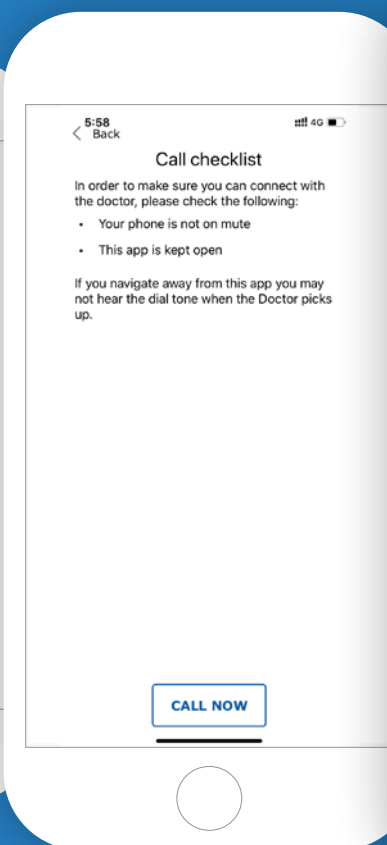 5:58
4G
Back
Call checklist
In order to make sure you can connect with
the doctor, please check the following:
• Your phone is not on mute
• This app is kept open
If you navigate away from this app you may
not hear the dial tone when the Doctor picks
up.
CALL NOW